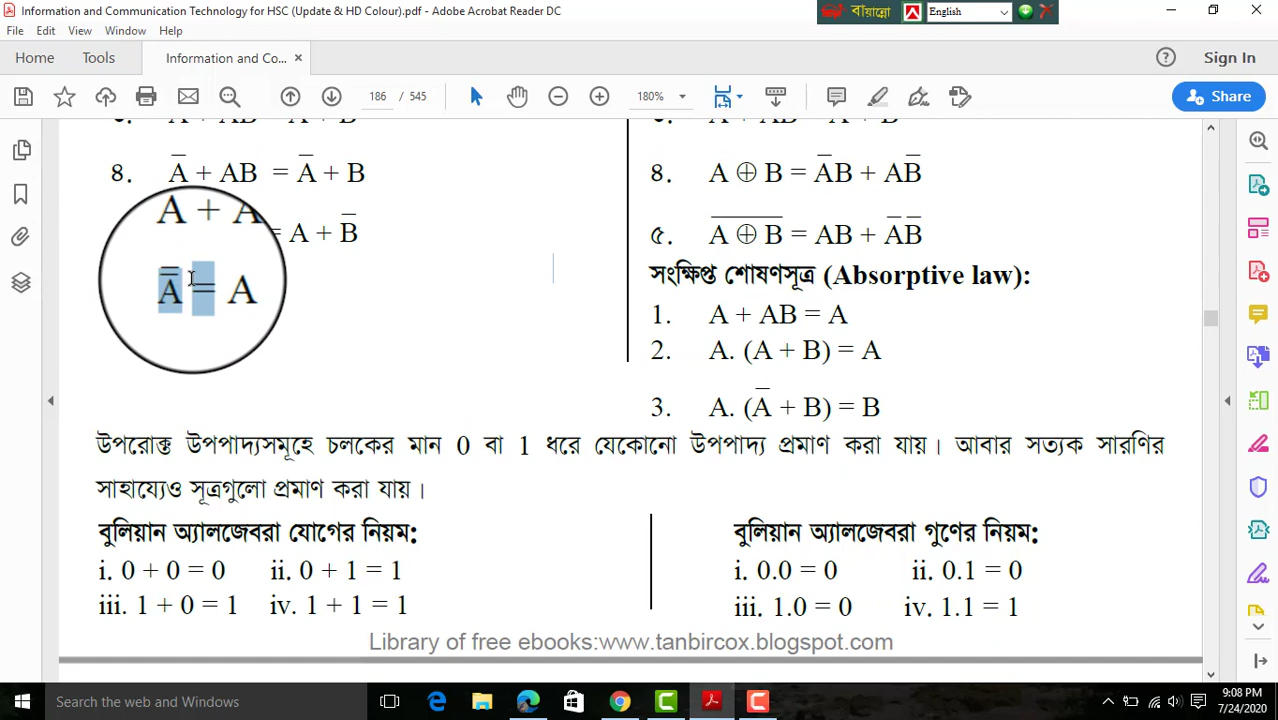 Information and Communication Technology for HSC (Update & HD Colour).pdf - Adobe Acrobat Reader DC
বায়ান্নো English
File Edit View Window Help
Home Tools Information and Co... × Sign In
186 / 545 180% Share
8. A̅ + AB = A̅ + B
A + A
= A + B̅
A̿ = A
৪. A ⊕ B = A̅B + AB̅
৫. A ⊕ B = AB + A̅B̅
সংক্ষিপ্ত শোষণসূত্র (Absorptive law):
1. A + AB = A
2. A. (A + B) = A
3. A. (A̅ + B) = B
উপরোক্ত উপপাদ্যসমূহে চলকের মান 0 বা 1 ধরে যেকোনো উপপাদ্য প্রমাণ করা যায়। আবার সত্যক সারণির
সাহায্যেও সূত্রগুলো প্রমাণ করা যায়।
বুলিয়ান অ্যালজেবরা যোগের নিয়ম:
i. 0 + 0 = 0 ii. 0 + 1 = 1
iii. 1 + 0 = 1 iv. 1 + 1 = 1
বুলিয়ান অ্যালজেবরা গুণের নিয়ম:
i. 0.0 = 0 ii. 0.1 = 0
iii. 1.0 = 0 iv. 1.1 = 1
Library of free ebooks:www.tanbircox.blogspot.com
Search the web and Windows
9:08 PM
7/24/2020